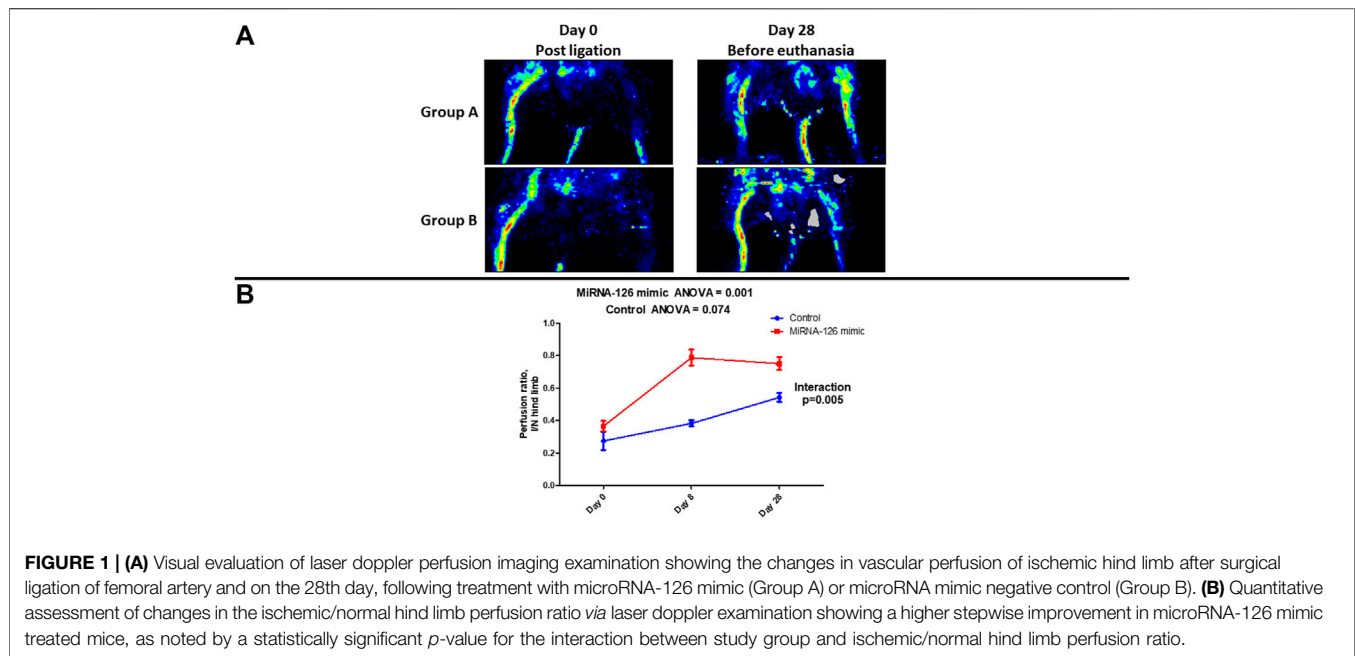 A
Day 0
Post ligation
Day 28
Before euthanasia
Group A
Group B
B
MiRNA-126 mimic ANOVA = 0.001
Control ANOVA = 0.074
Control
MiRNA-126 mimic
Perfusion ratio,
I/N hind limb
1.0
0.8
0.6
0.4
0.2
0.0
Interaction
p=0.005
Day 0
Day 8
Day 28
FIGURE 1 | (A) Visual evaluation of laser doppler perfusion imaging examination showing the changes in vascular perfusion of ischemic hind limb after surgical
ligation of femoral artery and on the 28th day, following treatment with microRNA-126 mimic (Group A) or microRNA mimic negative control (Group B). (B) Quantitative
assessment of changes in the ischemic/normal hind limb perfusion ratio via laser doppler examination showing a higher stepwise improvement in microRNA-126 mimic
treated mice, as noted by a statistically significant p-value for the interaction between study group and ischemic/normal hind limb perfusion ratio.